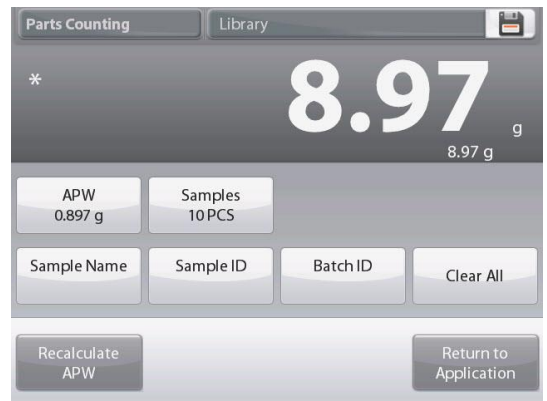 Parts Counting
Library
*
8.97 g
8.97 g
APW
0.897 g
Samples
10 PCS
Sample Name
Sample ID
Batch ID
Clear All
Recalculate
APW
Return to
Application